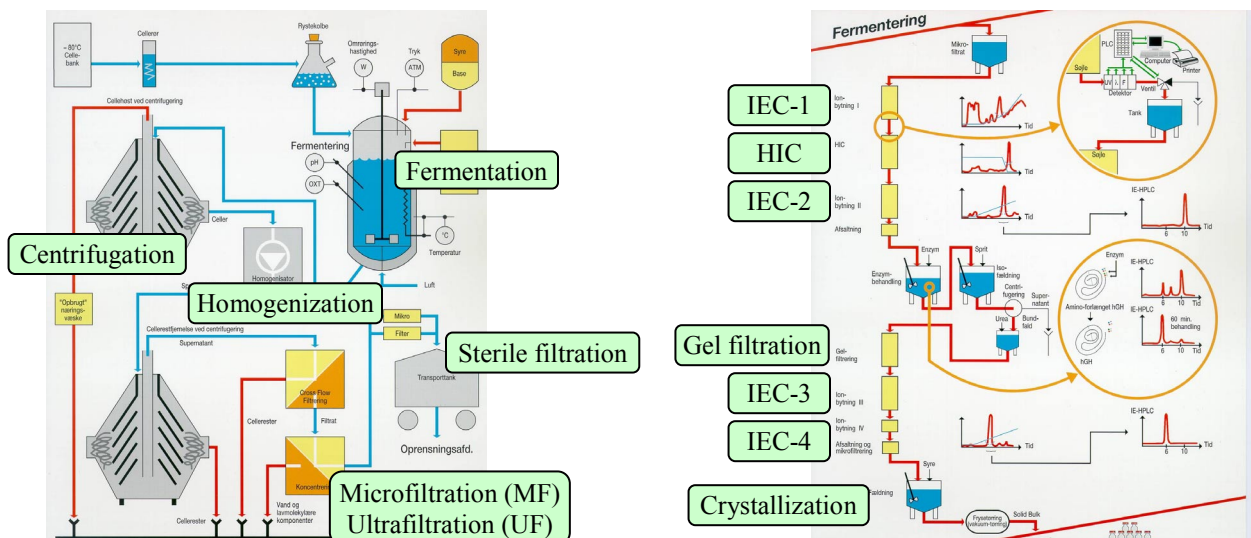 ÷80°C
Celle-
bank
Cellerør
Rystekolbe
Omrørings-
hastighed
W
Tryk
ATM
Syre
Base
Cellehøst ved centrifugering
Fermentering
pH
OXT
Fermentation
Celler
°C
Temperatur
Centrifugation
Homogenisator
Homogenization
Luft
"Opbrugt"
nærings-
væske
Mikro
Filter
Cellerestfjernelse ved centrifugering
Supernatant
Sterile filtration
Transporttank
Cross Flow
Filtrering
Cellerester
Filtrat
Oprensningsafd.
Koncentrering
Microfiltration (MF)
Ultrafiltration (UF)
Cellerester
Vand og
lavmolekylære
komponenter
Fermentering
Mikro-
filtrat
PLC
Computer
Printer
Søjle
UV
λ
F
Detektor
Ventil
Tank
Søjle
IEC-1
Ion-
bytning I
Tid
HIC
HIC
Tid
IEC-2
Ion-
bytning II
Tid
IE-HPLC
6
10
Tid
Afsaltning
Enzym
Sprit
Enzym-
behandling
Iso-
fældning
Centri-
fugering
Super-
natant
Urea
Bund-
fald
Enzym
Amino-forlænget hGH
hGH
IE-HPLC
6
10
Tid
IE-HPLC
60 min.
behandling
6
10
Tid
Gel filtration
Gel-
filtrering
IEC-3
Ion-
bytning III
IEC-4
Ion-
bytning IV
Afsaltning og
mikrofiltrering
Tid
IE-HPLC
6
10
Tid
Crystallization
Syre
Fældning
Frysetørring
(vakuum-tørring)
Solid Bulk